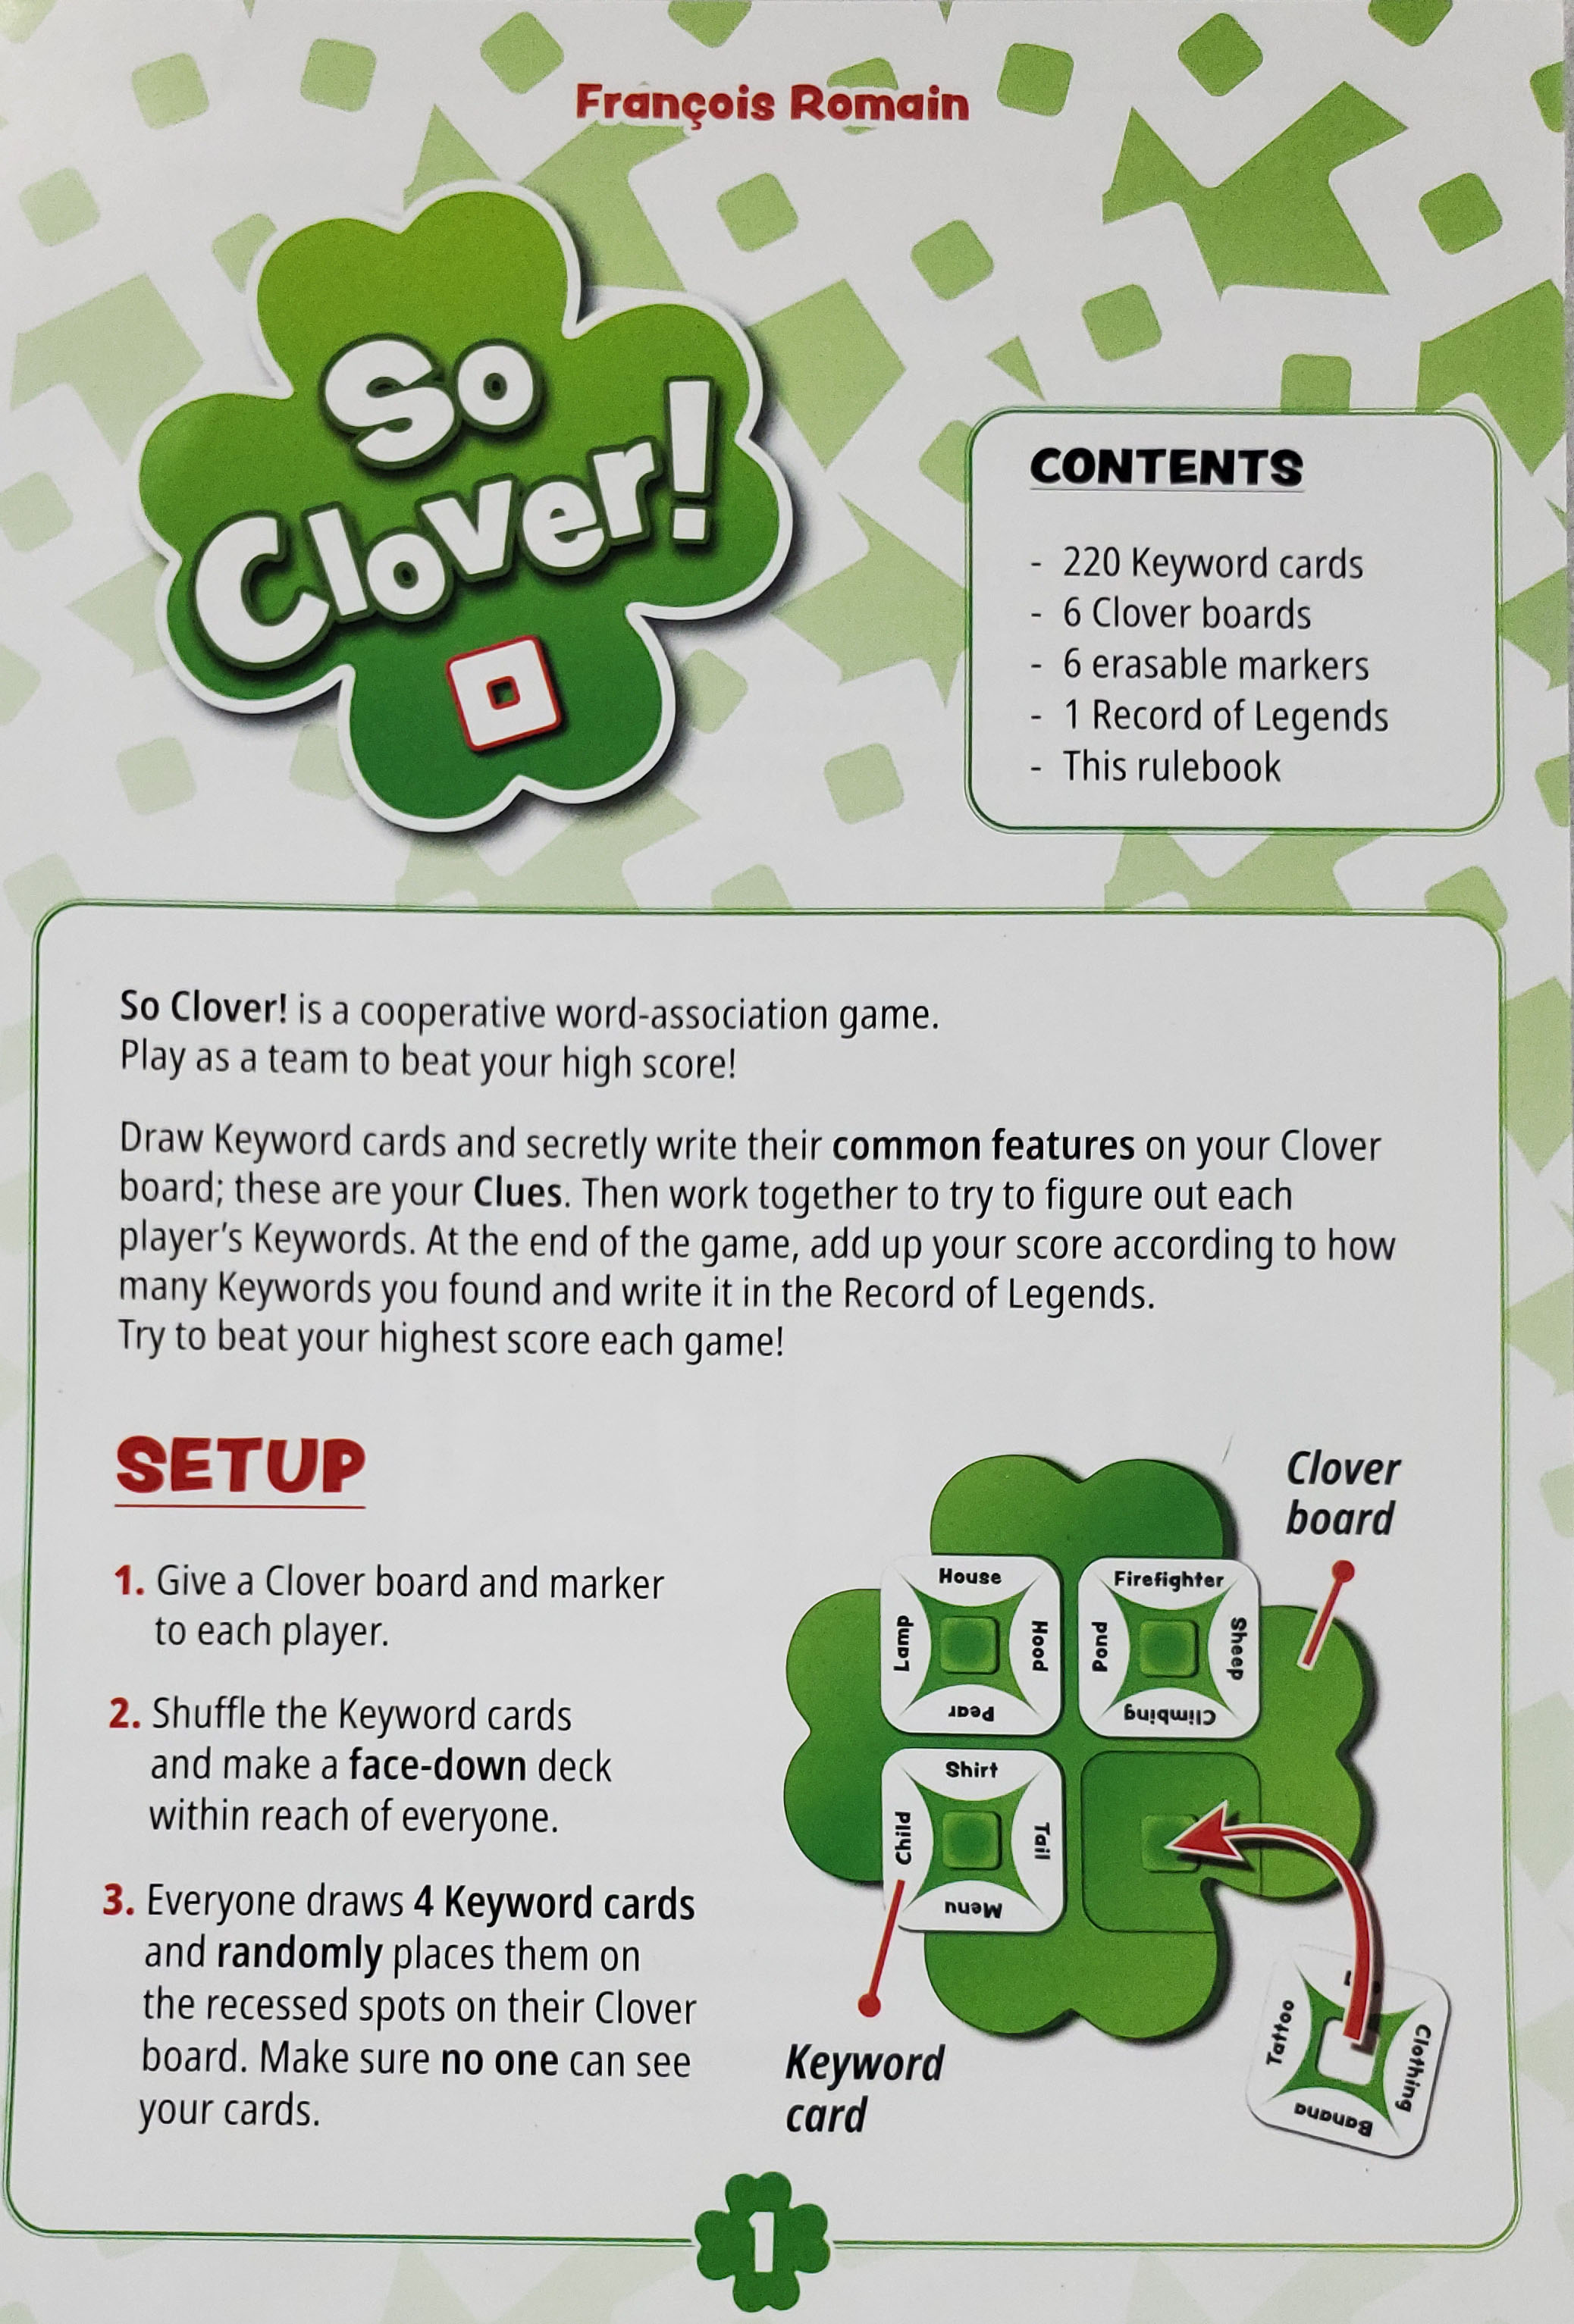 François Romain
So
Clover!
CONTENTS
- 220 Keyword cards
- 6 Clover boards
- 6 erasable markers
- 1 Record of Legends
- This rulebook
So Clover! is a cooperative word-association game.
Play as a team to beat your high score!
Draw Keyword cards and secretly write their common features on your Clover
board; these are your Clues. Then work together to try to figure out each
player's Keywords. At the end of the game, add up your score according to how
many Keywords you found and write it in the Record of Legends.
Try to beat your highest score each game!
SETUP
1. Give a Clover board and marker
to each player.
2. Shuffle the Keyword cards
and make a face-down deck
within reach of everyone.
3. Everyone draws 4 Keyword cards
and randomly places them on
the recessed spots on their Clover
board. Make sure no one can see
your cards.
Clover
board
House
Lamp
Hood
Pear
Firefighter
Pond
Sheep
Climbing
Shirt
Child
Tail
Menu
Tattoo
Clothing
Banana
Keyword
card
1